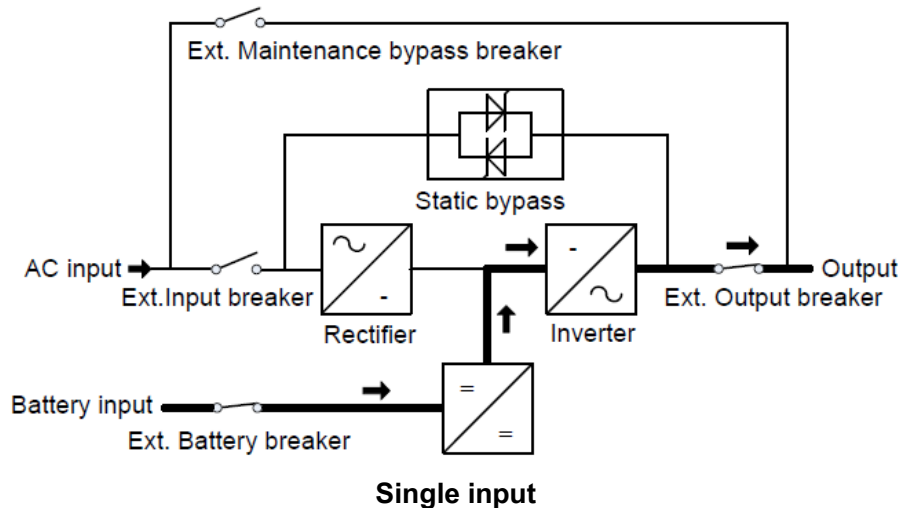 Ext. Maintenance bypass breaker
Static bypass
AC input
Output
Ext.Input breaker
Ext. Output breaker
Rectifier
Inverter
Battery input
Ext. Battery breaker
Single input